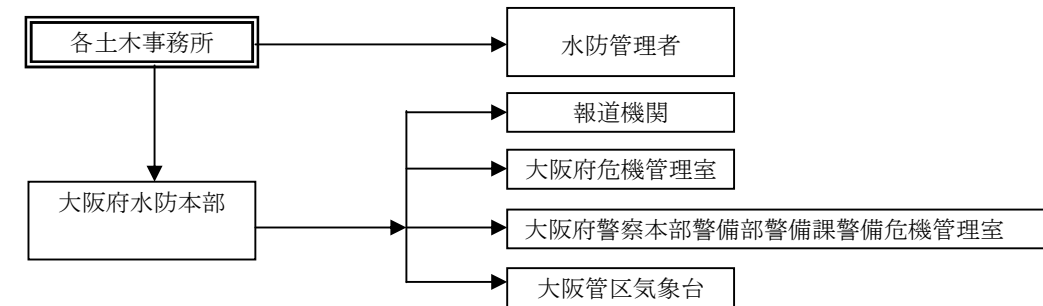 各土木事務所
水防管理者
報道機関
大阪府危機管理室
大阪府水防本部
大阪府警察本部警備部警備課警備危機管理室
大阪管区気象台